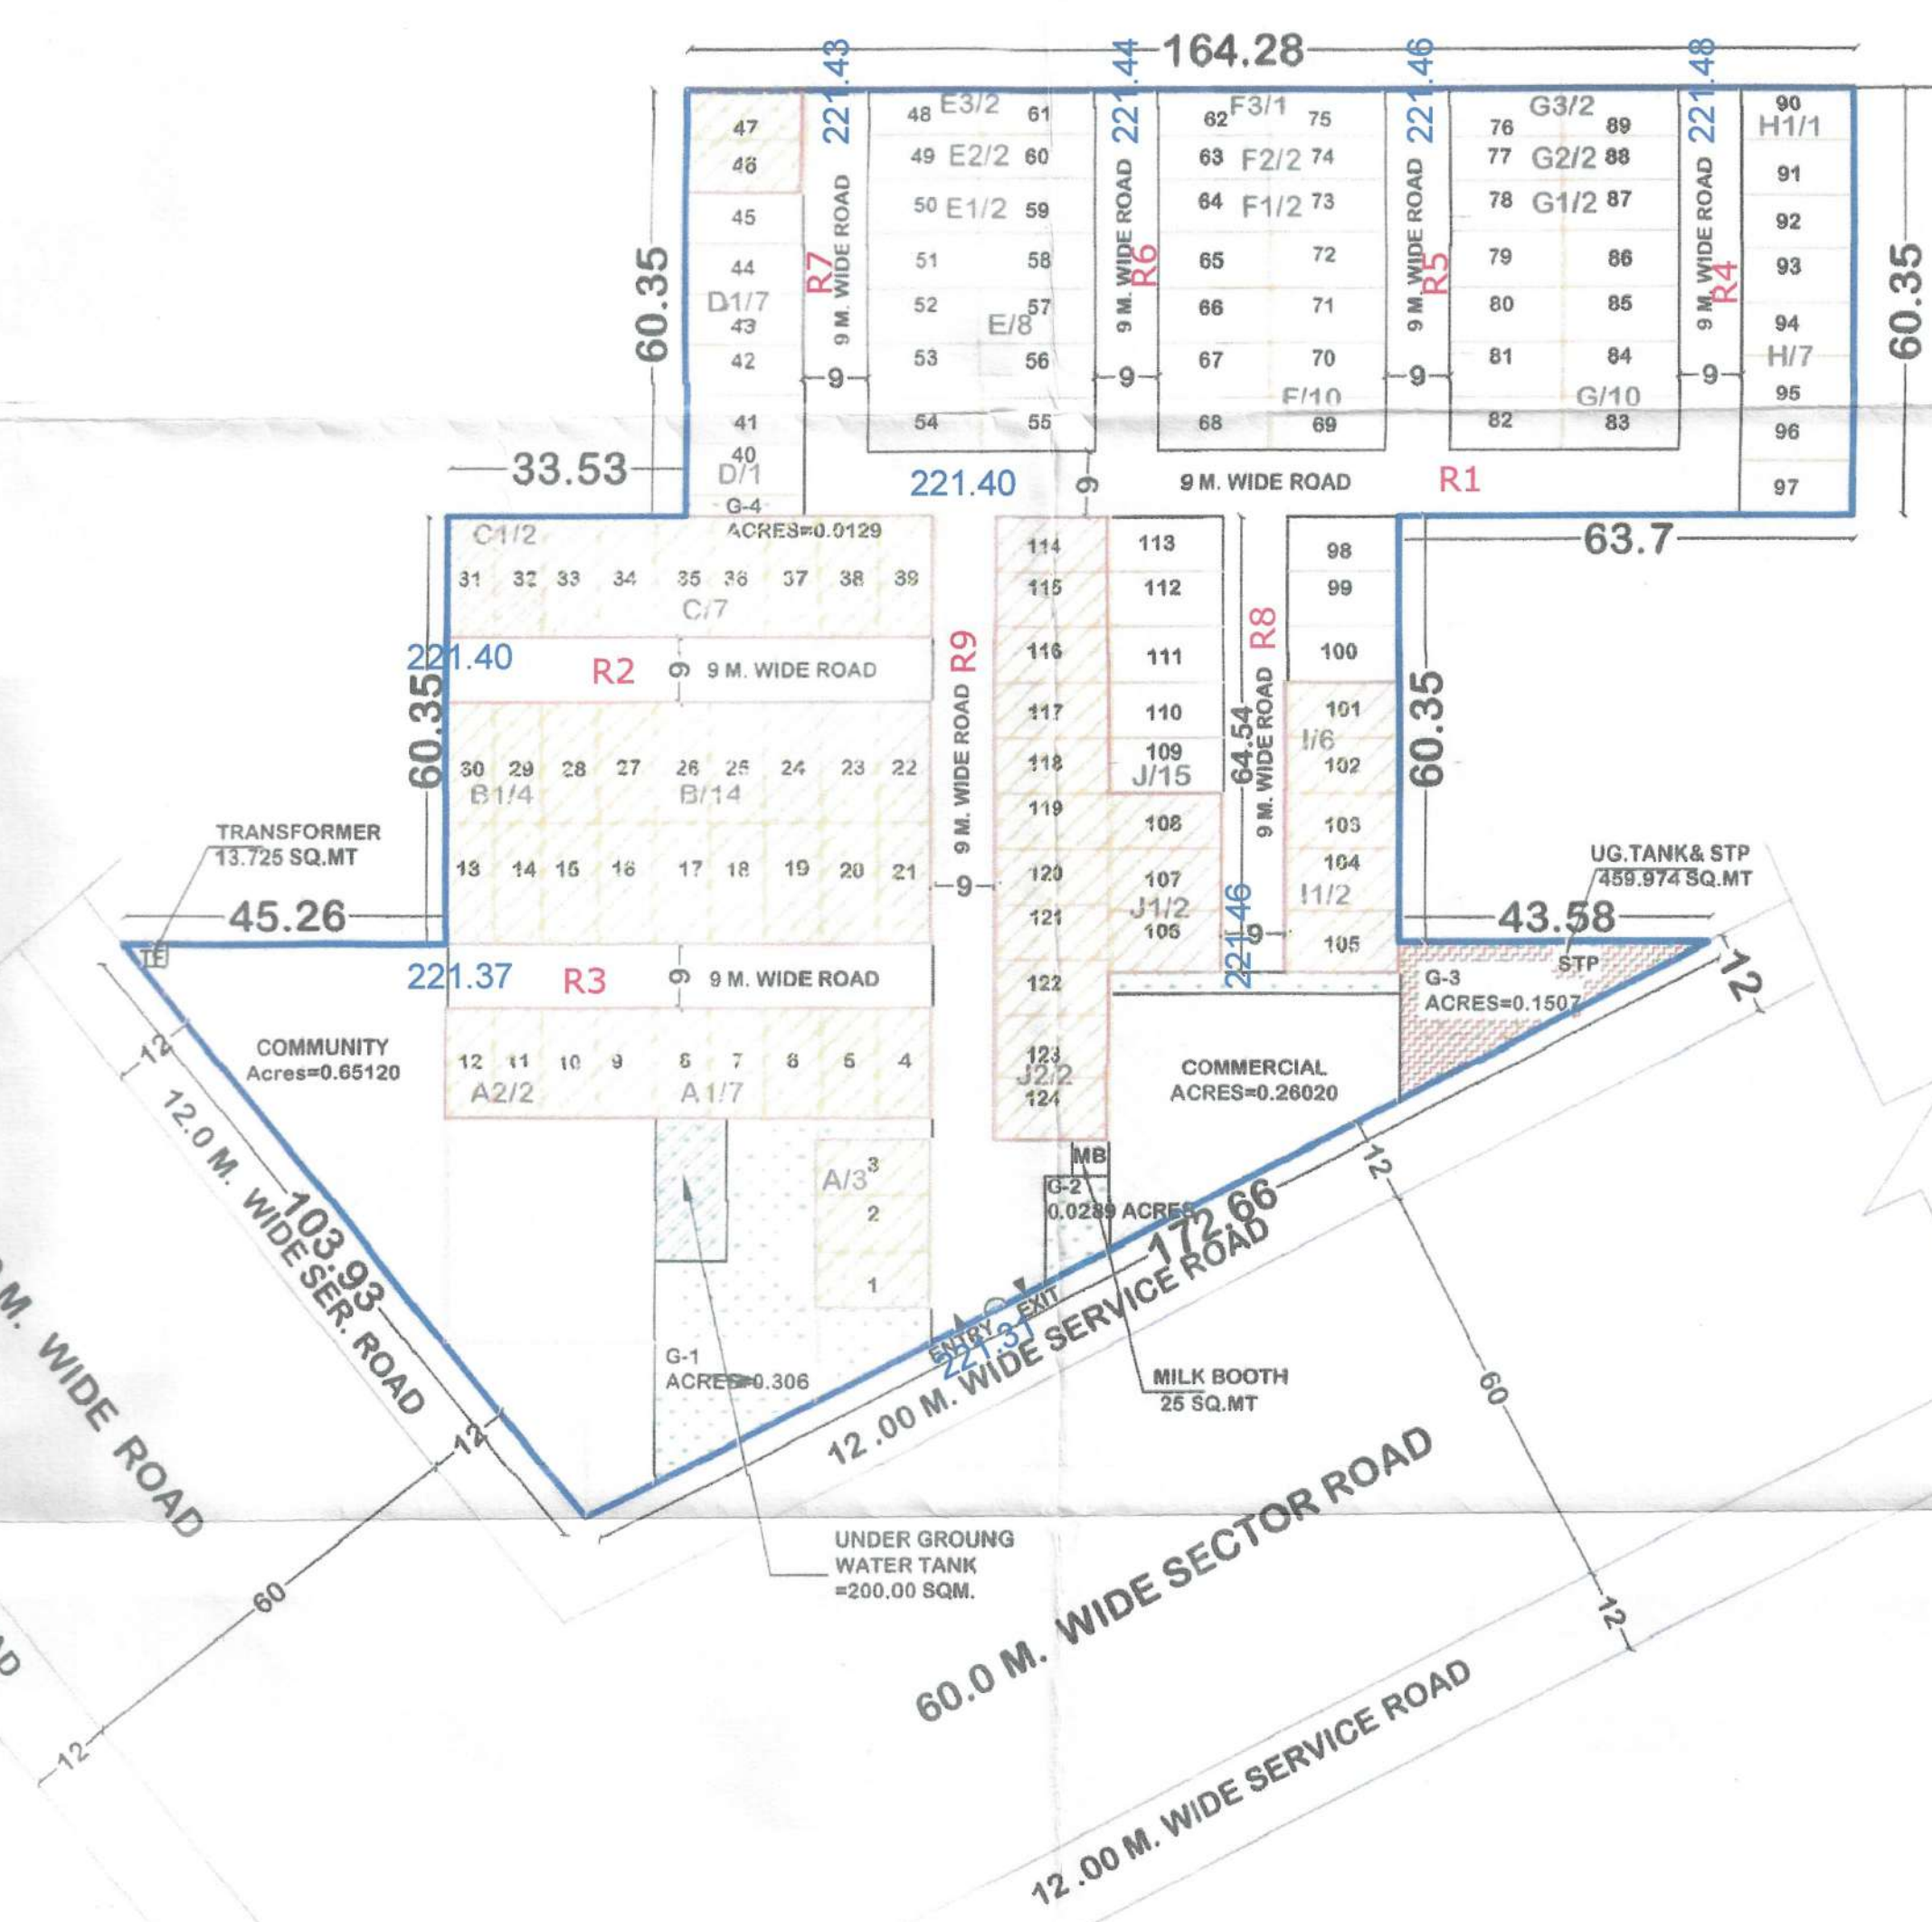 164.28
221.43
221.44
221.46
221.48
60.35
60.35
47
46
45
44
D1/7
43
42
41
40
D/1
G-4
ACRES=0.0129
R7
9 M. WIDE ROAD
9
48 E3/2 61
49 E2/2 60
50 E1/2 59
51 58
52 57
E/8
53 56
54 55
9 M. WIDE ROAD
R6
9
62 F3/1 75
63 F2/2 74
64 F1/2 73
65 72
66 71
67 70
F/10
68 69
9 M. WIDE ROAD
R5
9
76 G3/2 89
77 G2/2 88
78 G1/2 87
79 86
80 85
81 84
G/10
82 83
9 M. WIDE ROAD
R4
9
90
H1/1
91
92
93
94
H/7
95
96
97
33.53
221.40
9
9 M. WIDE ROAD
R1
63.7
C1/2
31 32 33 34 35 36 37 38 39
C/7
221.40
R2
9
9 M. WIDE ROAD
60.35
30 29 28 27 26 25 24 23 22
B1/4 B/14
13 14 15 16 17 18 19 20 21
R9
9 M. WIDE ROAD
9
114
115
116
117
118
119
120
121
122
123
J2/2
124
113
112
111
110
109
J/15
108
107
J1/2
106
64.54
R8
9 M. WIDE ROAD
221.46
9
98
99
100
101
I/6
102
103
104
I1/2
105
60.35
TRANSFORMER
13.725 SQ.MT
45.26
221.37
R3
9
9 M. WIDE ROAD
UG.TANK& STP
459.974 SQ.MT
43.58
STP
G-3
ACRES=0.1507
12
COMMUNITY
Acres=0.65120
12 11 10 9 8 7 6 5 4
A2/2 A1/7
COMMERCIAL
ACRES=0.26020
A/3
3
2
1
MB
G-2
0.0289 ACRES
12
12.0 M. WIDE SER. ROAD
103.93
12
172.66
12
G-1
ACRES=0.306
ENTRY
EXIT
221.31
12 .00 M. WIDE SERVICE ROAD
MILK BOOTH
25 SQ.MT
M. WIDE ROAD
60
12
UNDER GROUNG
WATER TANK
=200.00 SQM.
60
12
60.0 M. WIDE SECTOR ROAD
12 .00 M. WIDE SERVICE ROAD